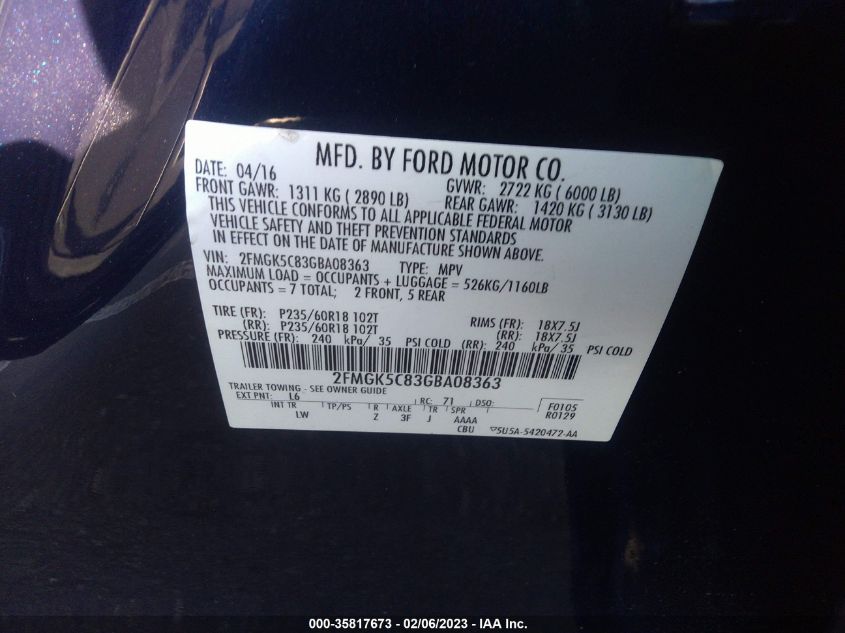 MFD. BY FORD MOTOR CO.
DATE: 04/16 GVWR: 2722 KG ( 6000 LB)
FRONT GAWR: 1311 KG ( 2890 LB) REAR GAWR: 1420 KG ( 3130 LB)
THIS VEHICLE CONFORMS TO ALL APPLICABLE FEDERAL MOTOR
VEHICLE SAFETY AND THEFT PREVENTION STANDARDS
IN EFFECT ON THE DATE OF MANUFACTURE SHOWN ABOVE.
VIN: 2FMGK5C83GBA08363 TYPE: MPV
MAXIMUM LOAD = OCCUPANTS + LUGGAGE = 526KG/1160LB
OCCUPANTS = 7 TOTAL; 2 FRONT, 5 REAR
TIRE (FR): P235/60R18 102T RIMS (FR): 18X7.5J
(RR): P235/60R18 102T (RR): 18X7.5J
PRESSURE (FR): 240 kPa/ 35 PSI COLD (RR): 240 kPa/ 35 PSI COLD
2FMGK5C83GBA08363
TRAILER TOWING - SEE OWNER GUIDE
EXT PNT: L6 RC: 71 DSO: F0105
INT TR TP/PS R AXLE TR SPR R0129
LW Z 3F J AAAA
CBU 5U5A-5420472-AA
000-35817673 - 02/06/2023 - IAA Inc.